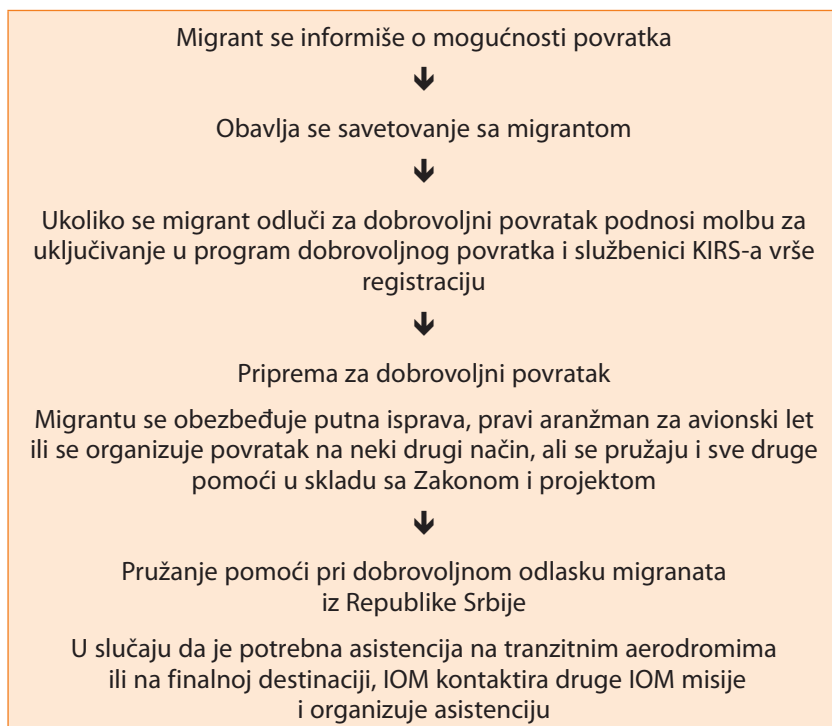 Migrant se informiše o mogućnosti povratka
Obavlja se savetovanje sa migrantom
Ukoliko se migrant odluči za dobrovoljni povratak podnosi molbu za
uključivanje u program dobrovoljnog povratka i službenici KIRS-a vrše
registraciju
Priprema za dobrovoljni povratak
Migrantu se obezbeđuje putna isprava, pravi aranžman za avionski let
ili se organizuje povratak na neki drugi način, ali se pružaju i sve druge
pomoći u skladu sa Zakonom i projektom
Pružanje pomoći pri dobrovoljnom odlasku migranata
iz Republike Srbije
U slučaju da je potrebna asistencija na tranzitnim aerodromima
ili na finalnoj destinaciji, IOM kontaktira druge IOM misije
i organizuje asistenciju